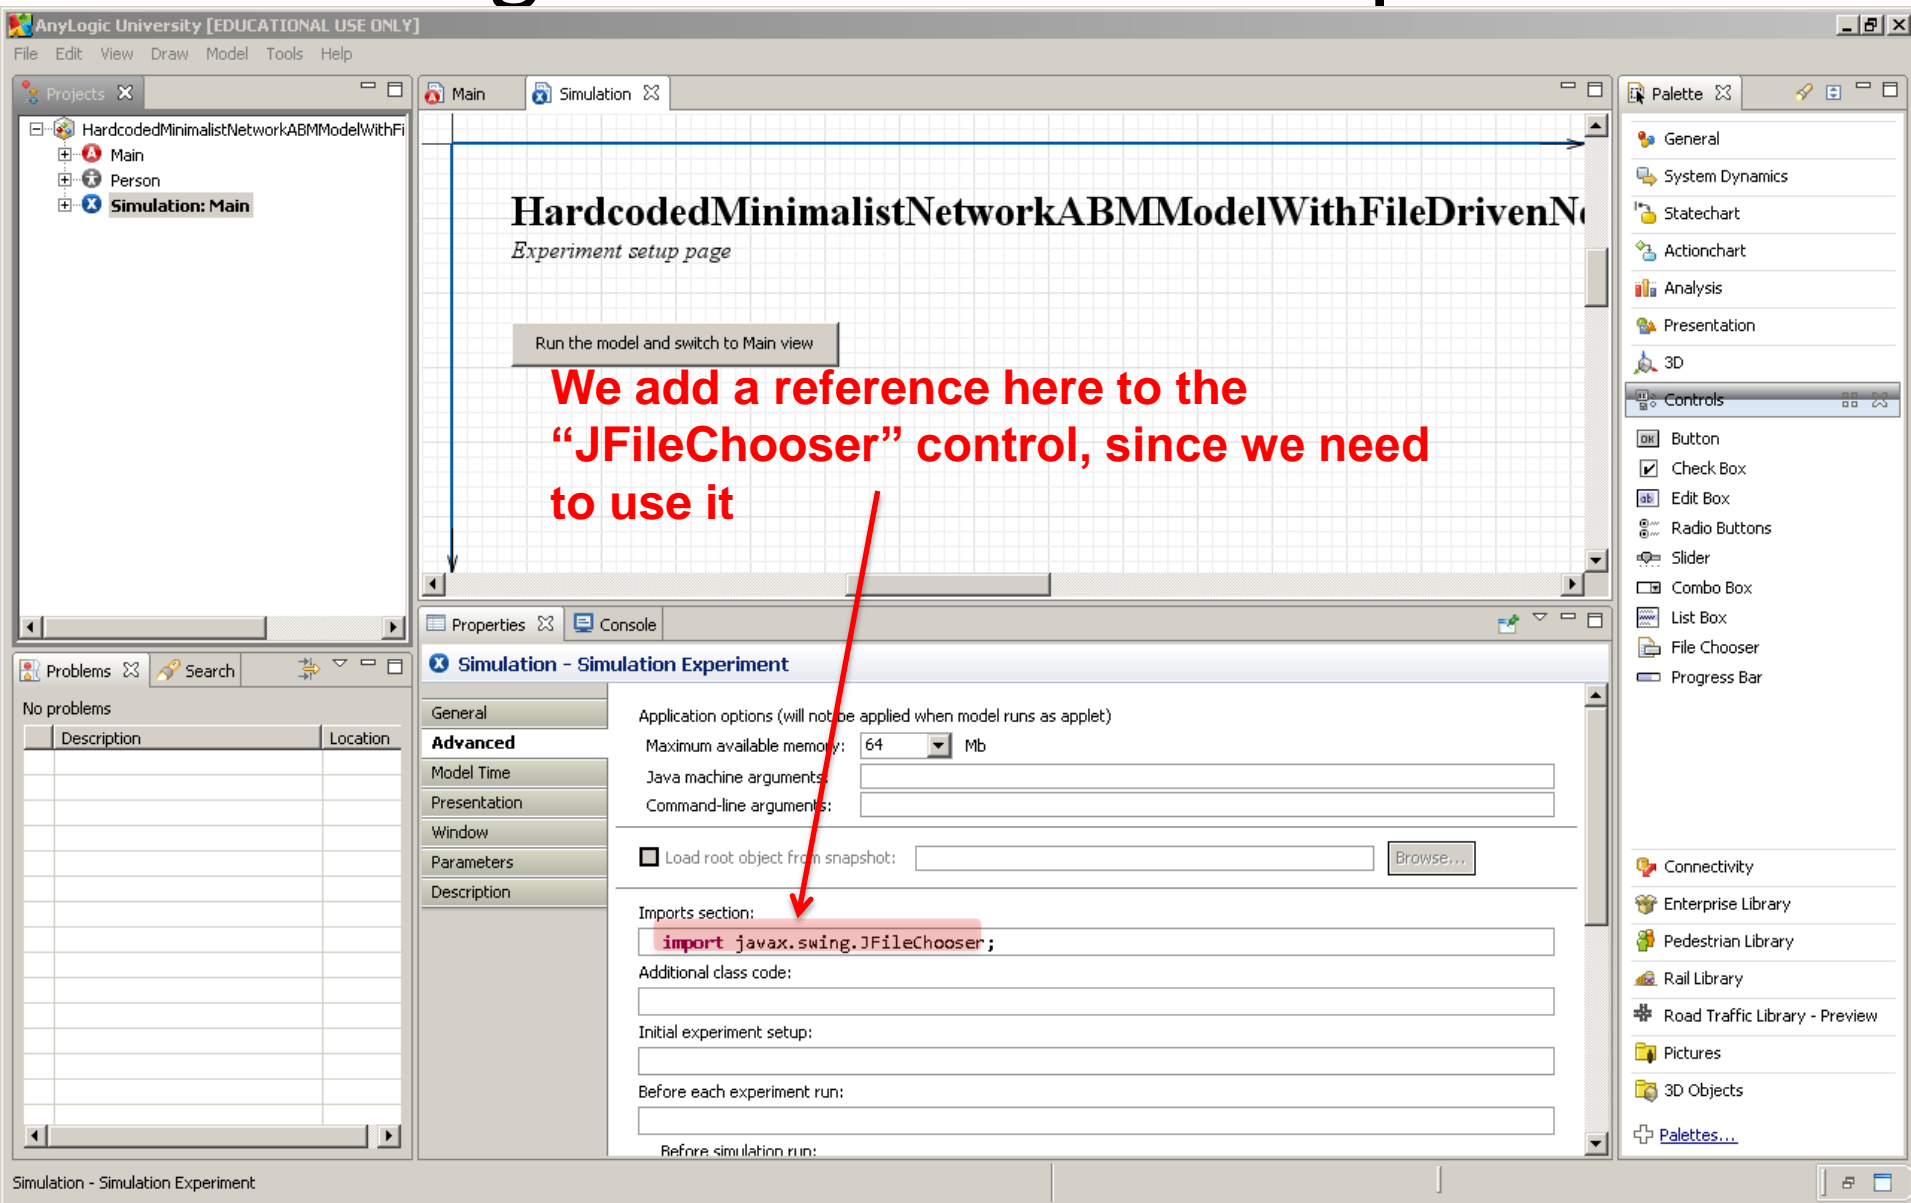 AnyLogic University [EDUCATIONAL USE ONLY]
File Edit View Draw Model Tools Help
Projects
HardcodedMinimalistNetworkABMModelWithFi
Main
Person
Simulation: Main
Main Simulation
HardcodedMinimalistNetworkABMModelWithFileDrivenNe
Experiment setup page
Run the model and switch to Main view
We add a reference here to the
“JFileChooser” control, since we need
to use it
Properties Console
Simulation - Simulation Experiment
General
Advanced
Model Time
Presentation
Window
Parameters
Description
Application options (will not be applied when model runs as applet)
Maximum available memory: 64 Mb
Java machine arguments:
Command-line arguments:
Load root object from snapshot: Browse...
Imports section:
import javax.swing.JFileChooser;
Additional class code:
Initial experiment setup:
Before each experiment run:
Before simulation run:
Problems Search
No problems
Description Location
Palette
General
System Dynamics
Statechart
Actionchart
Analysis
Presentation
3D
Controls
Button
Check Box
Edit Box
Radio Buttons
Slider
Combo Box
List Box
File Chooser
Progress Bar
Connectivity
Enterprise Library
Pedestrian Library
Rail Library
Road Traffic Library - Preview
Pictures
3D Objects
Palettes...
Simulation - Simulation Experiment